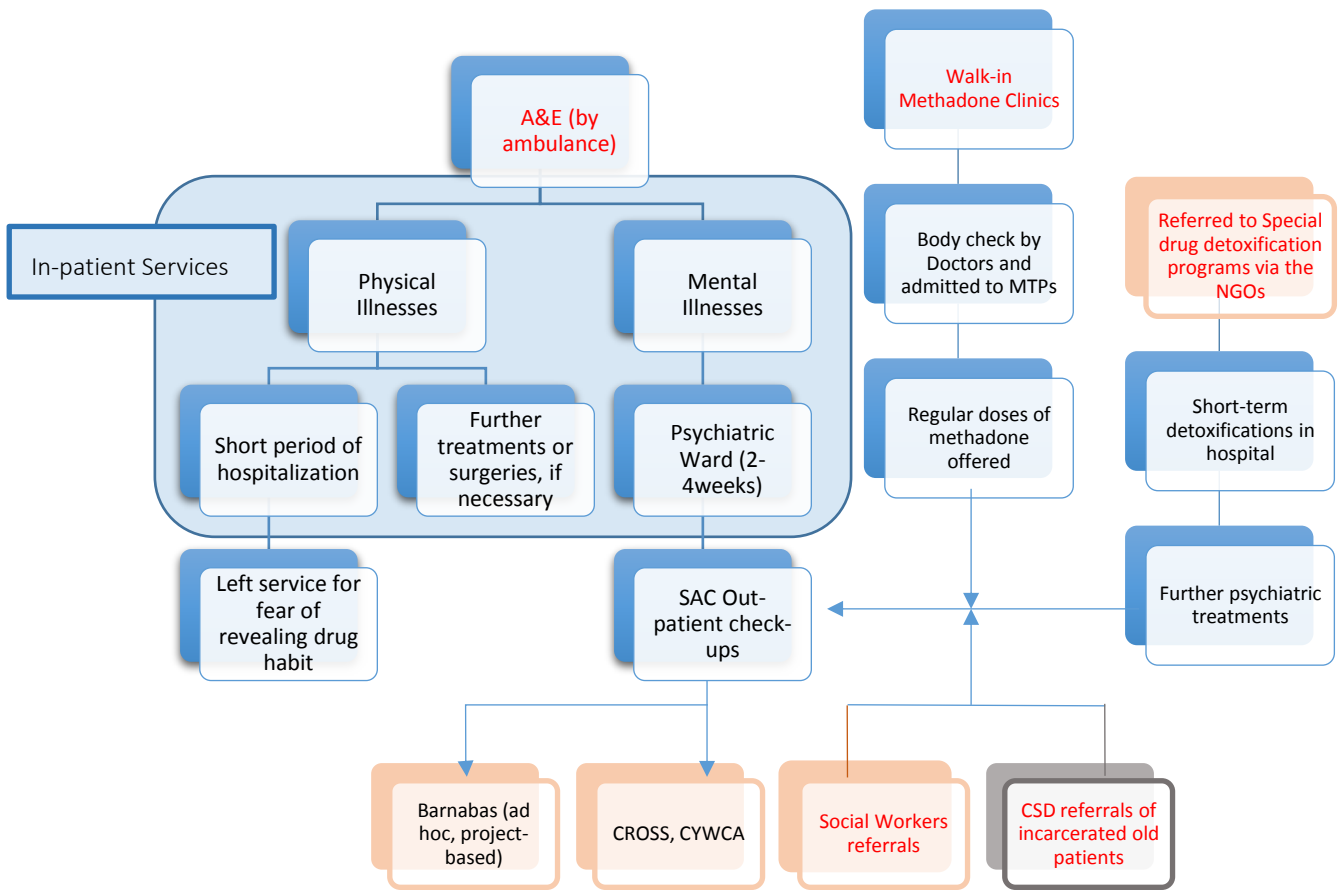 Walk-in
Methadone Clinics
A&E (by
ambulance)
In-patient Services
Physical
Illnesses
Mental
Illnesses
Body check by
Doctors and
admitted to MTPs
Referred to Special
drug detoxification
programs via the
NGOs
Short period of
hospitalization
Further
treatments or
surgeries, if
necessary
Psychiatric
Ward (2-
4weeks)
Regular doses of
methadone
offered
Short-term
detoxifications in
hospital
Left service for
fear of
revealing drug
habit
SAC Out-
patient check-
ups
Further psychiatric
treatments
Barnabas (ad
hoc, project-
based)
CROSS, CYWCA
Social Workers
referrals
CSD referrals of
incarcerated old
patients